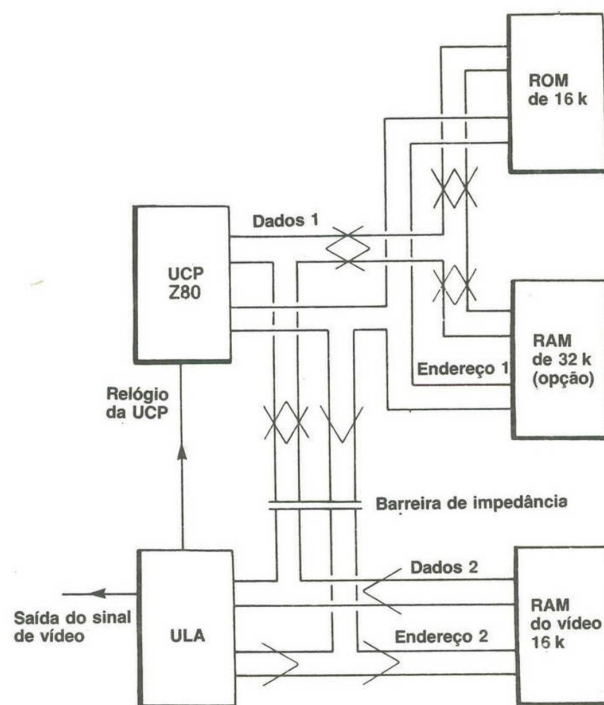 ROM
de 16 k
Dados 1
UCP
Z80
RAM
de 32 k
(opção)
Endereço 1
Relógio
da UCP
Barreira de impedância
Dados 2
Saída do sinal
de vídeo
ULA
RAM
do vídeo
16 k
Endereço 2